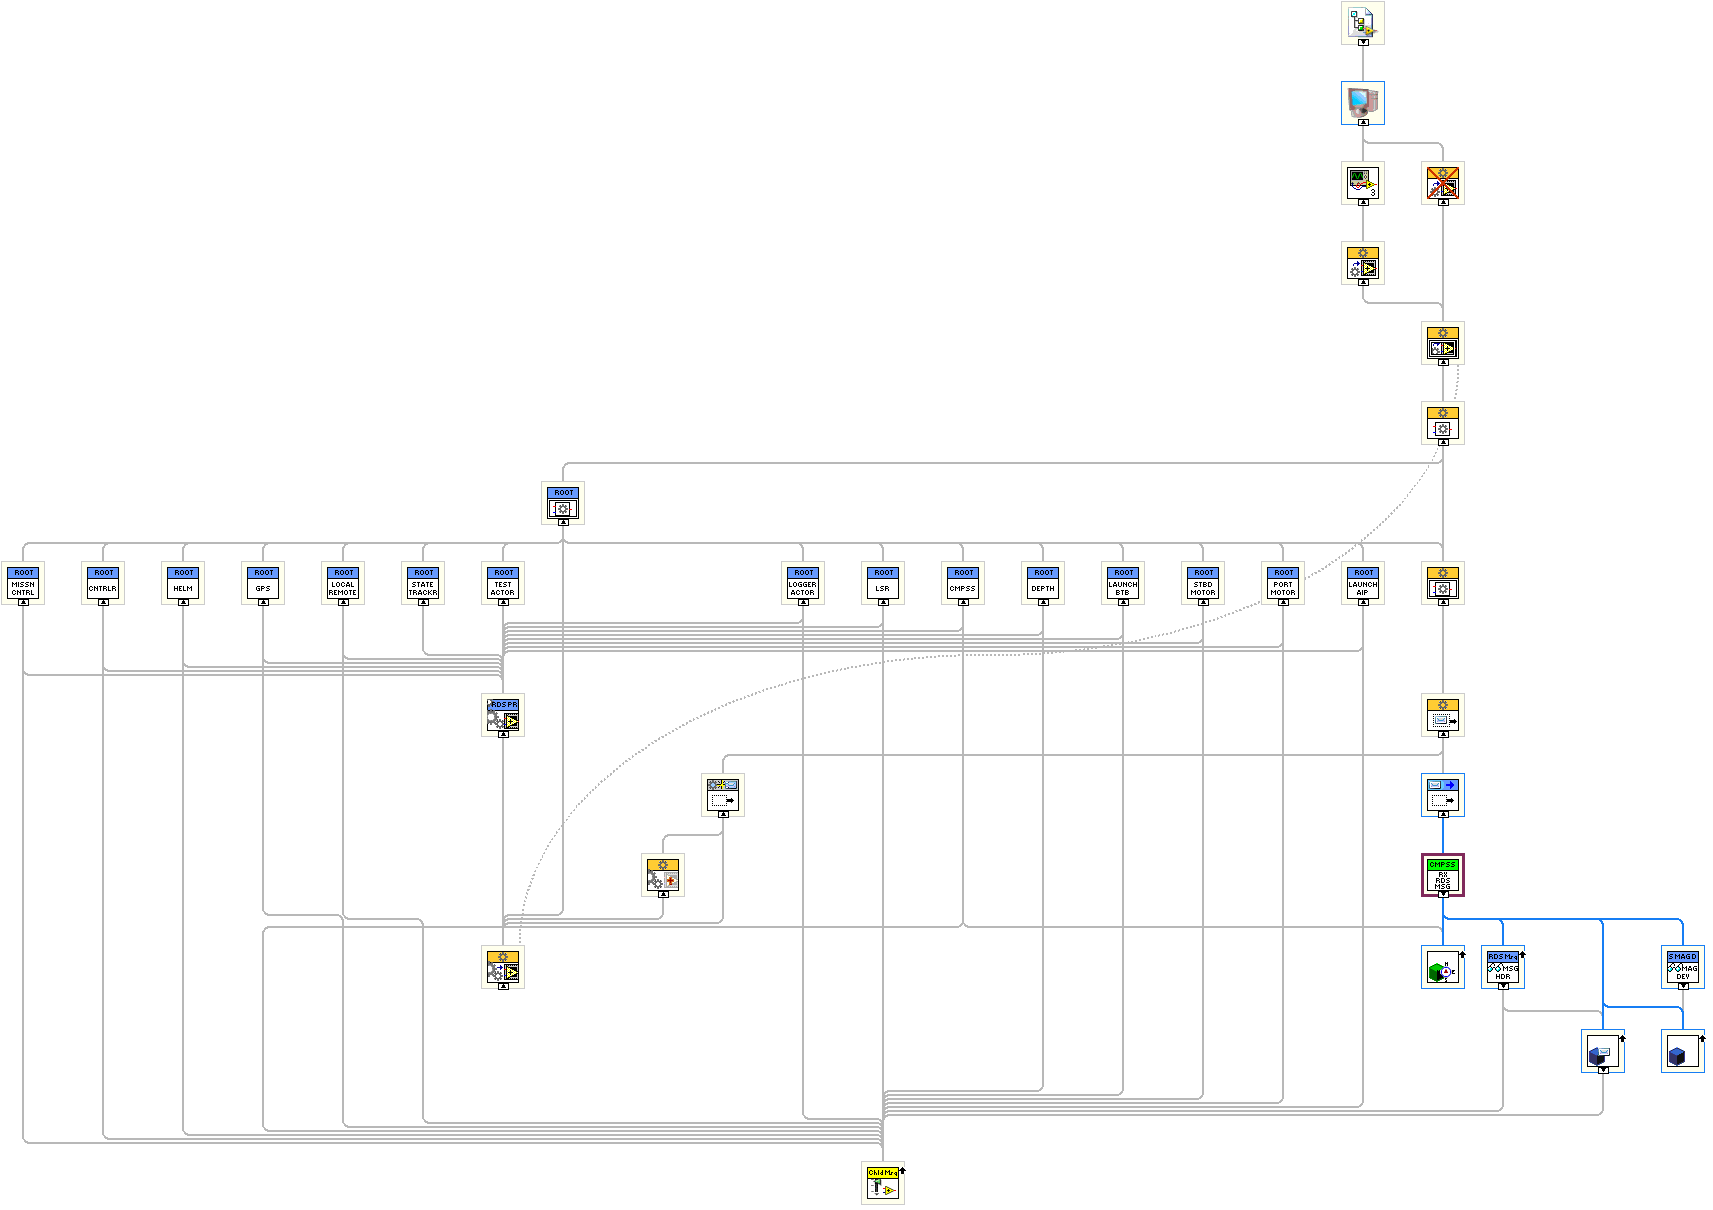 3
ROOT
ROOT
MISSN
CNTRL
ROOT
CNTRLR
ROOT
HELM
ROOT
GPS
ROOT
LOCAL
REMOTE
ROOT
STATE
TRACKR
ROOT
TEST
ACTOR
ROOT
LOGGER
ACTOR
ROOT
LSR
ROOT
CMPSS
ROOT
DEPTH
ROOT
LAUNCH
BTB
ROOT
STBD
MOTOR
ROOT
PORT
MOTOR
ROOT
LAUNCH
AIP
RDSPR
CMPSS
RX
RDS
MSG
N
E
S
RDSMrq
MSG
HDR
SMAGD
MAG
DEV
ChldMrq